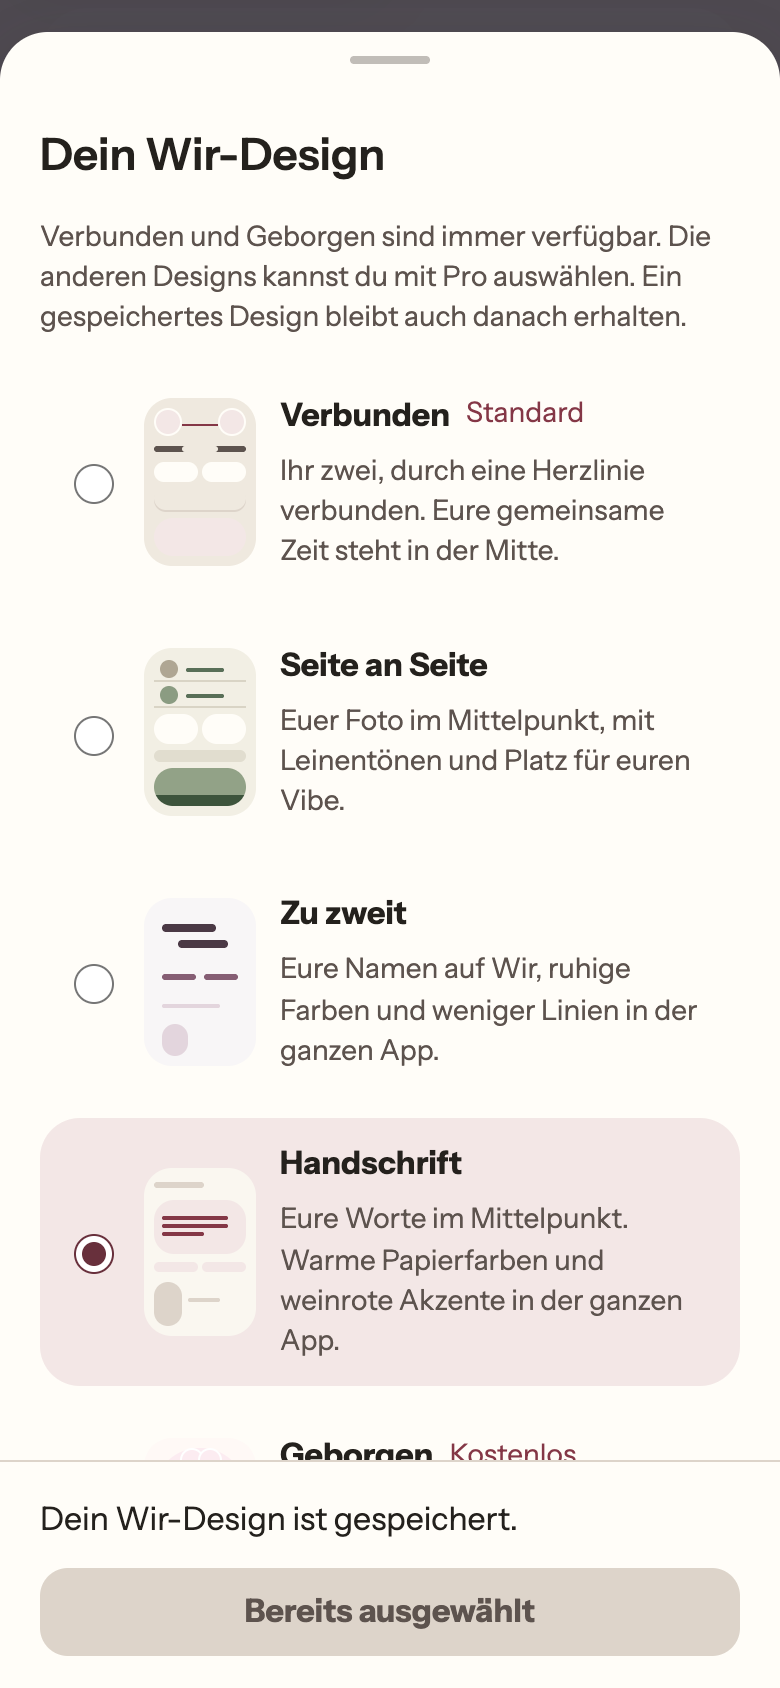 Dein Wir-Design
Verbunden und Geborgen sind immer verfügbar. Die
anderen Designs kannst du mit Pro auswählen. Ein
gespeichertes Design bleibt auch danach erhalten.
Verbunden Standard
Ihr zwei, durch eine Herzlinie
verbunden. Eure gemeinsame
Zeit steht in der Mitte.
Seite an Seite
Euer Foto im Mittelpunkt, mit
Leinentönen und Platz für euren
Vibe.
Zu zweit
Eure Namen auf Wir, ruhige
Farben und weniger Linien in der
ganzen App.
Handschrift
Eure Worte im Mittelpunkt.
Warme Papierfarben und
weinrote Akzente in der ganzen
App.
Geborgen Kostenlos
Dein Wir-Design ist gespeichert.
Bereits ausgewählt